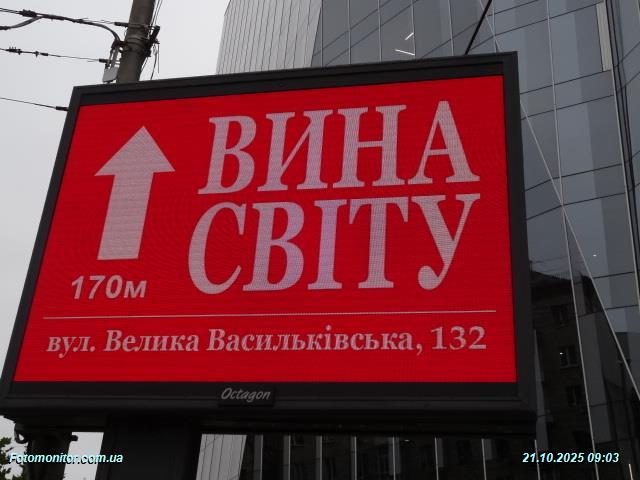 ВИНА
СВІТУ
170м
вул. Велика Васильківська, 132
Octagon
Fotomonitor.com.ua
21.10.2025 09:03